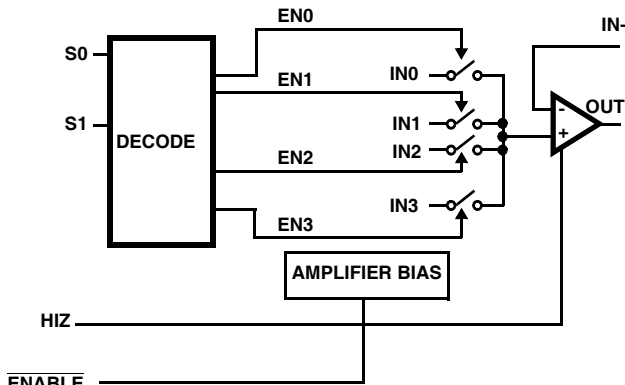 EN0
IN-
S0
IN0
EN1
OUT
-
S1
IN1
+
DECODE
IN2
EN2
IN3
EN3
AMPLIFIER BIAS
HIZ
ENABLE